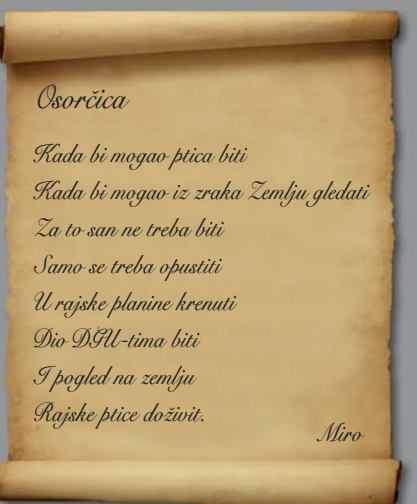 Osorčica
Kada bi mogao ptica biti
Kada bi mogao iz zraka Zemlju gledati
Za to san ne treba biti
Samo se treba opustiti
U rajske planine krenuti
Dio DGU-tima biti
I pogled na zemlju
Rajske ptice doživit.
Miro